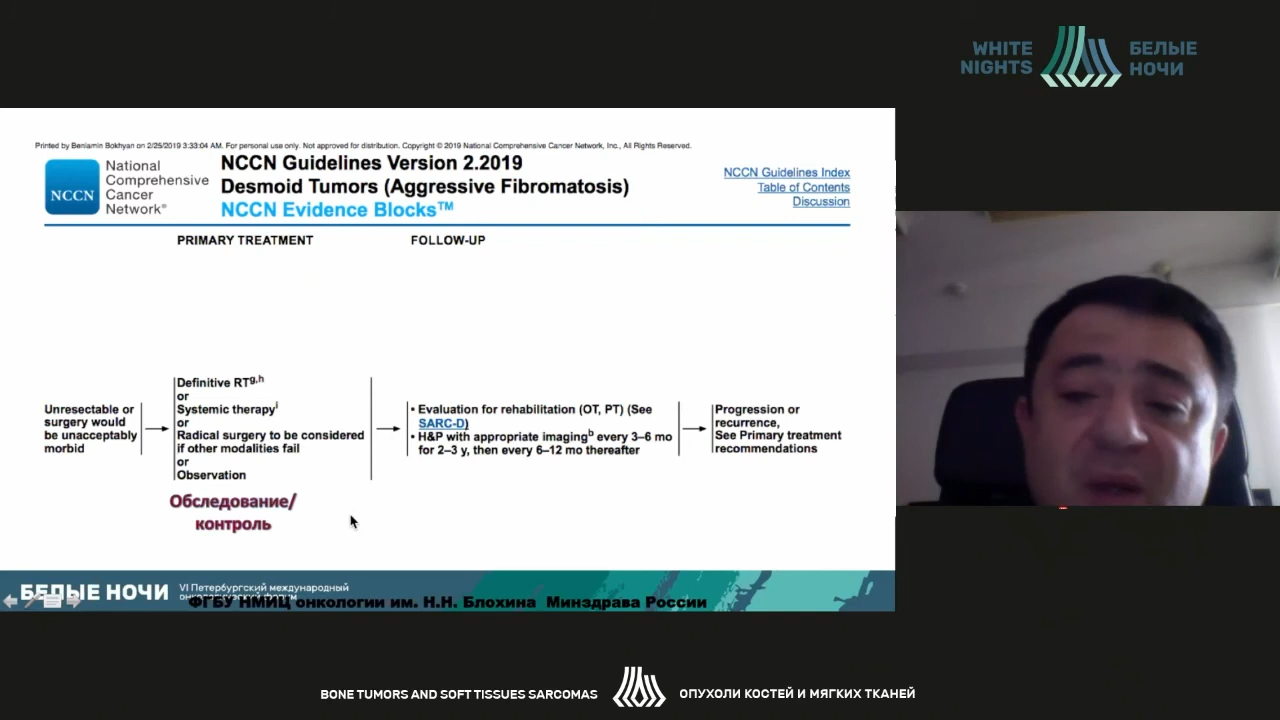 WHITE
NIGHTS
БЕЛЫЕ
НОЧИ
Printed by Beniamin Bokhyan on 2/25/2019 3:33:04 AM. For personal use only. Not approved for distribution. Copyright © 2019 National Comprehensive Cancer Network, Inc., All Rights Reserved.
NCCN
National
Comprehensive
Cancer
Network®
NCCN Guidelines Version 2.2019
Desmoid Tumors (Aggressive Fibromatosis)
NCCN Evidence Blocks™
NCCN Guidelines Index
Table of Contents
Discussion
PRIMARY TREATMENT
FOLLOW-UP
Unresectable or
surgery would
be unacceptably
morbid
Definitive RTg,h
or
Systemic therapyi
or
Radical surgery to be considered
if other modalities fail
or
Observation
Обследование/
контроль
• Evaluation for rehabilitation (OT, PT) (See
SARC-D)
• H&P with appropriate imagingb every 3–6 mo
for 2–3 y, then every 6–12 mo thereafter
Progression or
recurrence,
See Primary treatment
recommendations
БЕЛЫЕ НОЧИ
VI Петербургский международный
ФГБУ НМИЦ онкологии им. Н.Н. Блохина Минздрава России
BONE TUMORS AND SOFT TISSUES SARCOMAS
ОПУХОЛИ КОСТЕЙ И МЯГКИХ ТКАНЕЙ